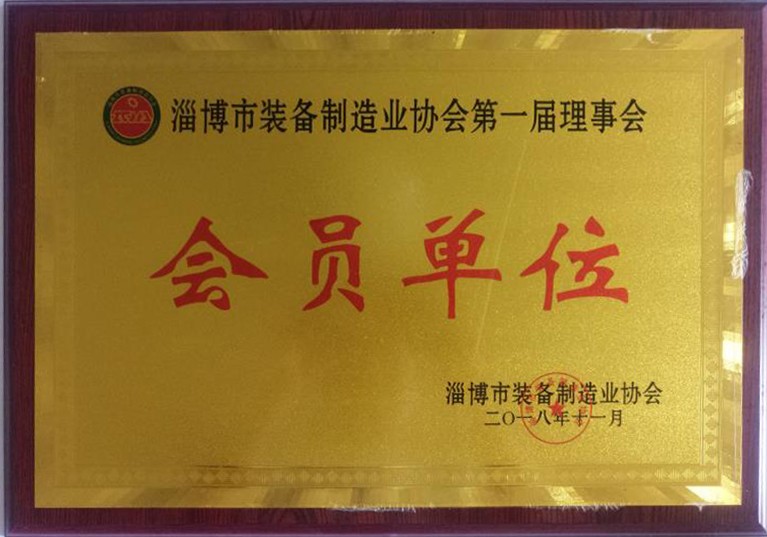 淄博市装备制造业协会第一届理事会
会员单位
淄博市装备制造业协会
二〇一八年十一月